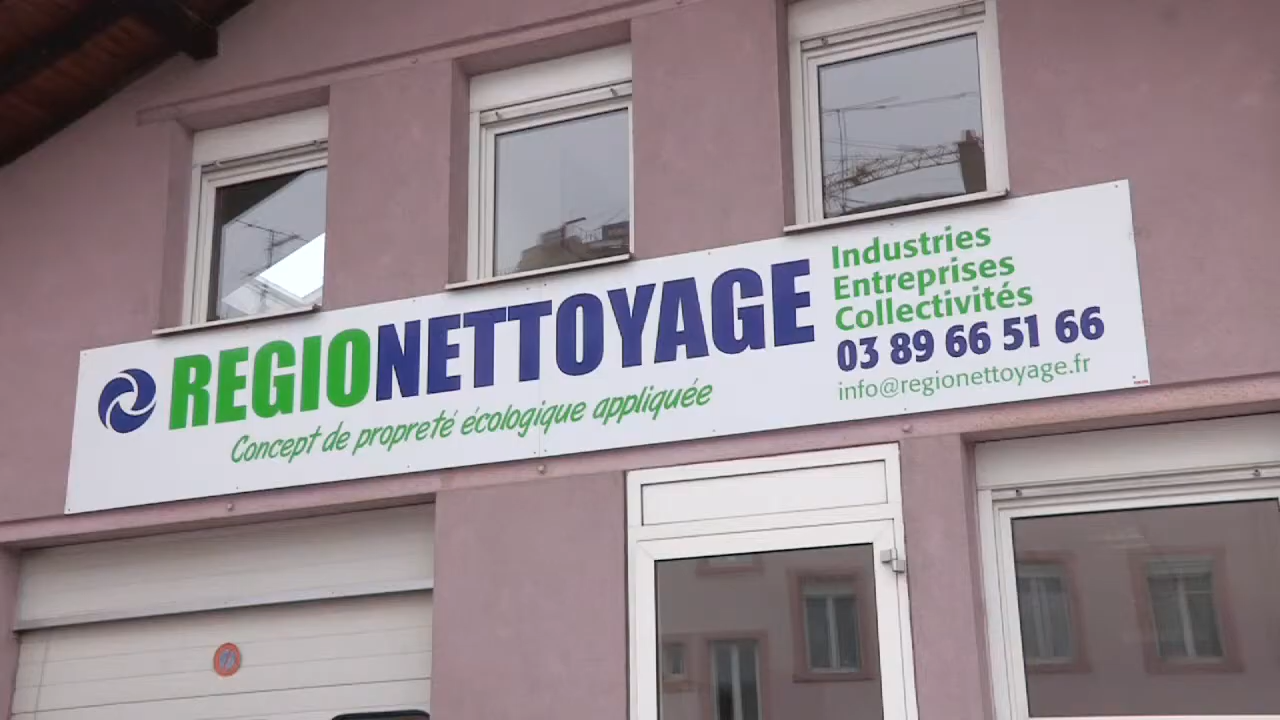 REGIONETTOYAGE
Concept de propreté écologique appliquée
Industries
Entreprises
Collectivités
03 89 66 51 66
info@regionettoyage.fr